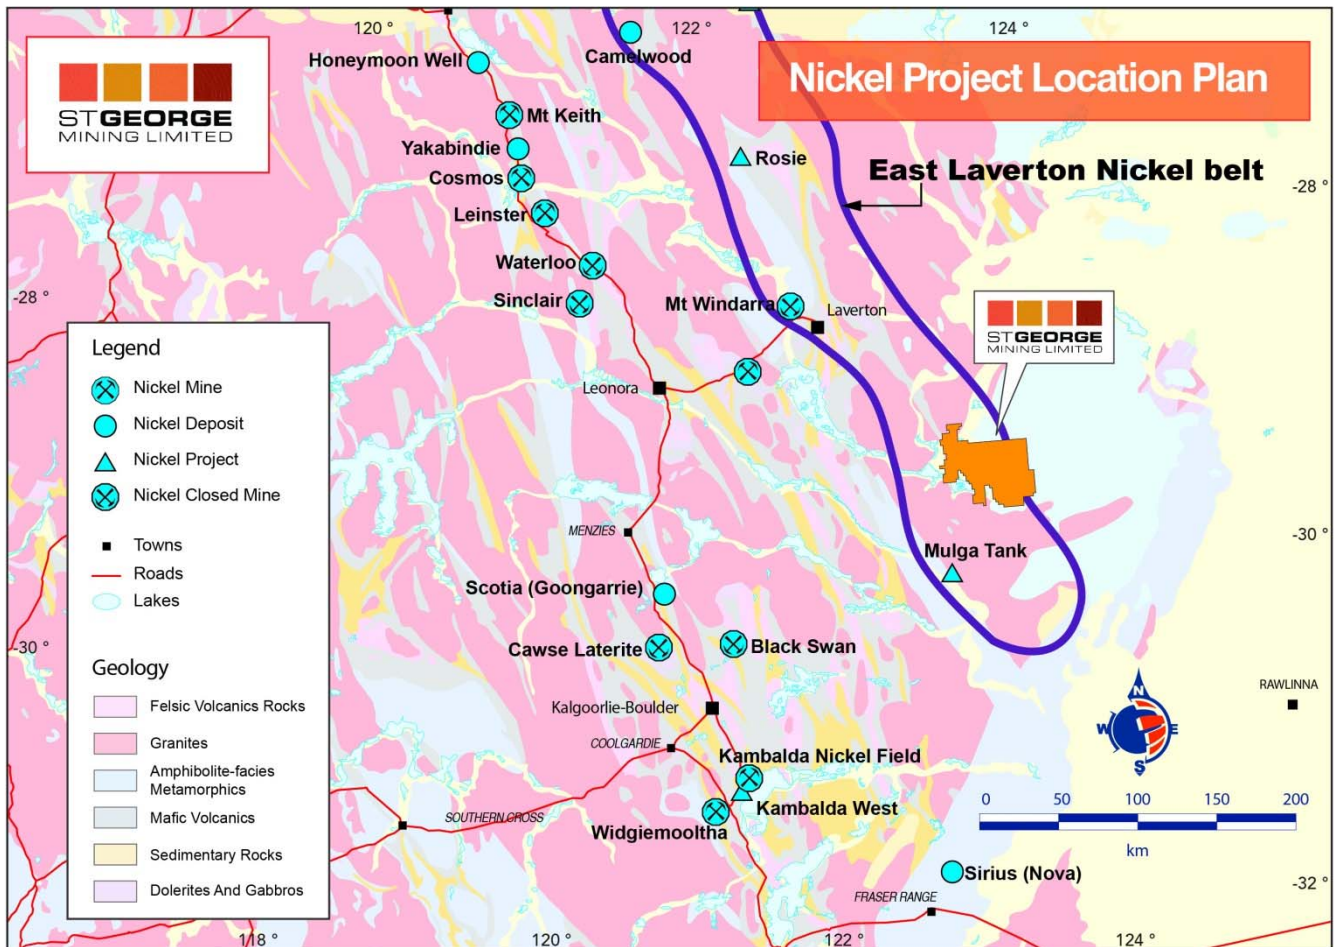 120 °
122 °
124 °
STGEORGE
MINING LIMITED
Nickel Project Location Plan
Honeymoon Well
Camelwood
Mt Keith
Yakabindie
Rosie
East Laverton Nickel belt
Cosmos
-28 °
Leinster
Waterloo
-28 °
Sinclair
Mt Windarra
Laverton
STGEORGE
MINING LIMITED
Leonora
Legend
Nickel Mine
Nickel Deposit
Nickel Project
Nickel Closed Mine
Towns
Roads
Lakes
MENZIES
-30 °
Mulga Tank
Scotia (Goongarrie)
-30 °
Cawse Laterite
Black Swan
Geology
Felsic Volcanics Rocks
Granites
Amphibolite-facies
Metamorphics
Mafic Volcanics
Sedimentary Rocks
Dolerites And Gabbros
Kalgoorlie-Boulder
COOLGARDIE
RAWLINNA
N
W
E
S
Kambalda Nickel Field
Kambalda West
SOUTHERN CROSS
Widgiemooltha
0 50 100 150 200
km
Sirius (Nova)
-32 °
FRASER RANGE
118 °
120 °
122 °
124 °